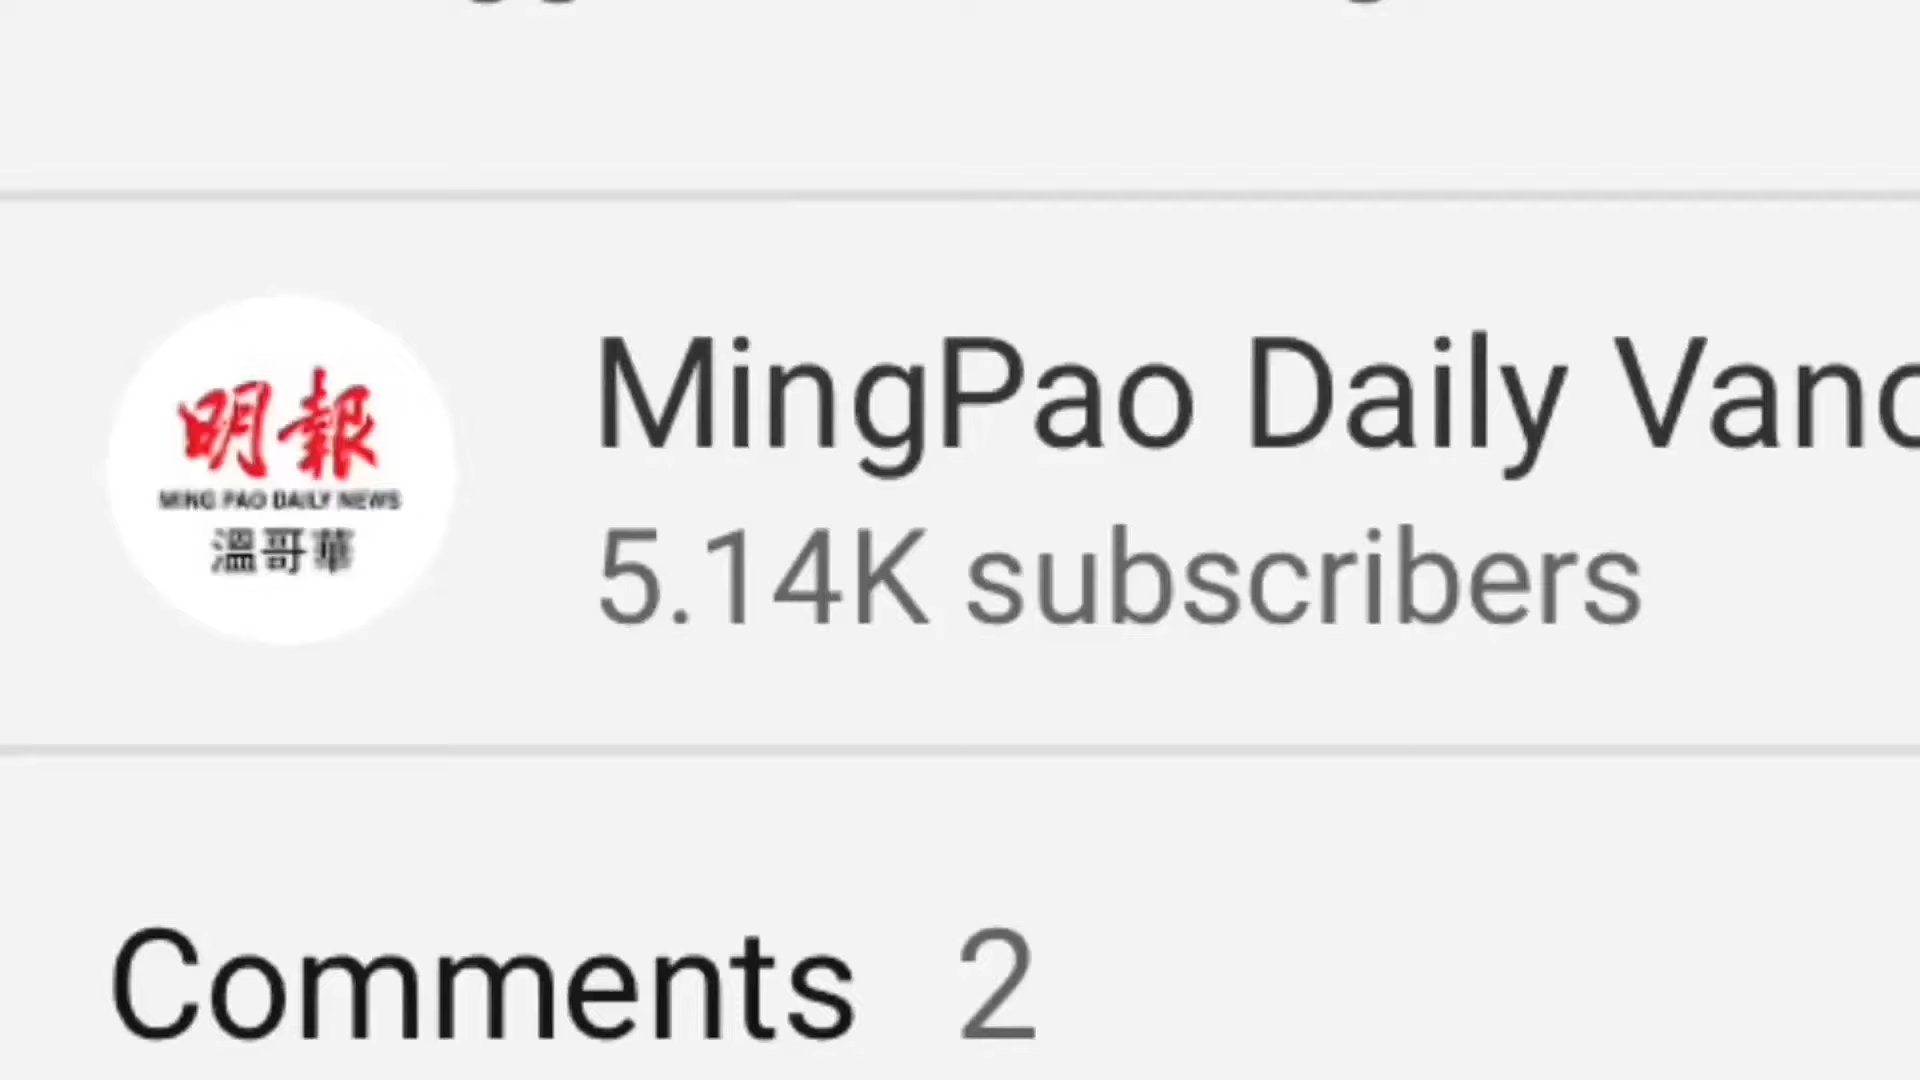 明報
MING PAO DAILY NEWS
溫哥華
MingPao Daily Vanc
5.14K subscribers
Comments 2